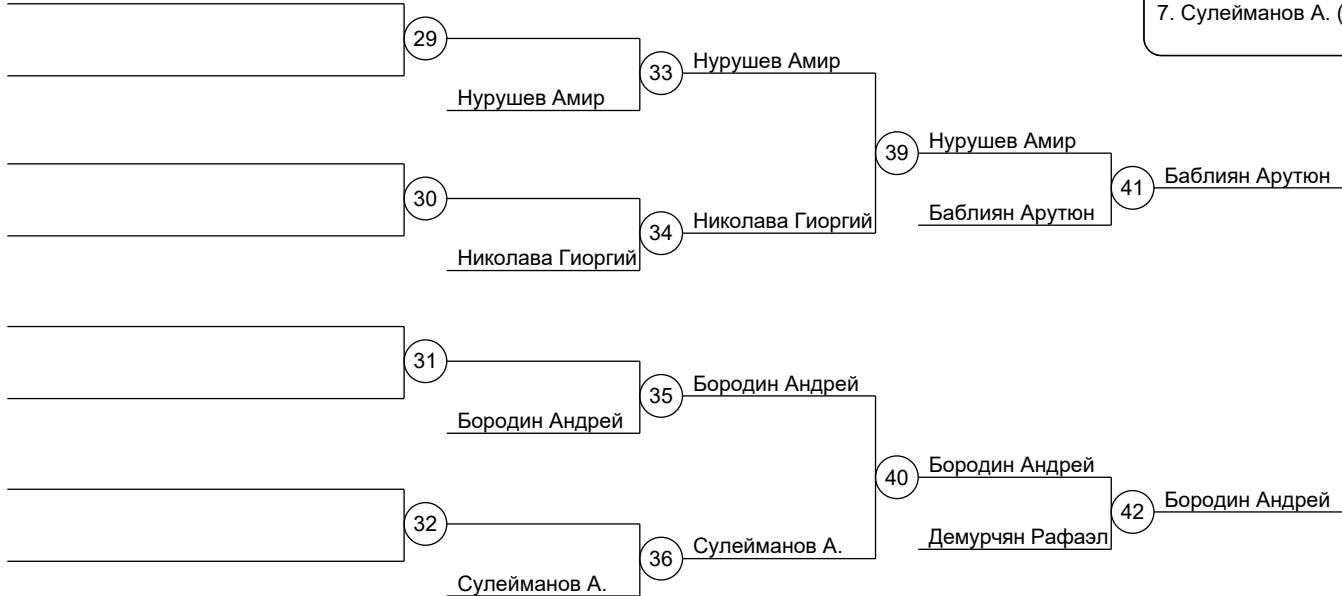 7. Сулейманов А. (
29
33
Нурушев Амир
Нурушев Амир
39
Нурушев Амир
41
Баблиян Арутюн
30
Баблиян Арутюн
34
Николава Гиоргий
Николава Гиоргий
31
35
Бородин Андрей
Бородин Андрей
40
Бородин Андрей
42
Бородин Андрей
32
Демурчян Рафаэл
36
Сулейманов А.
Сулейманов А.